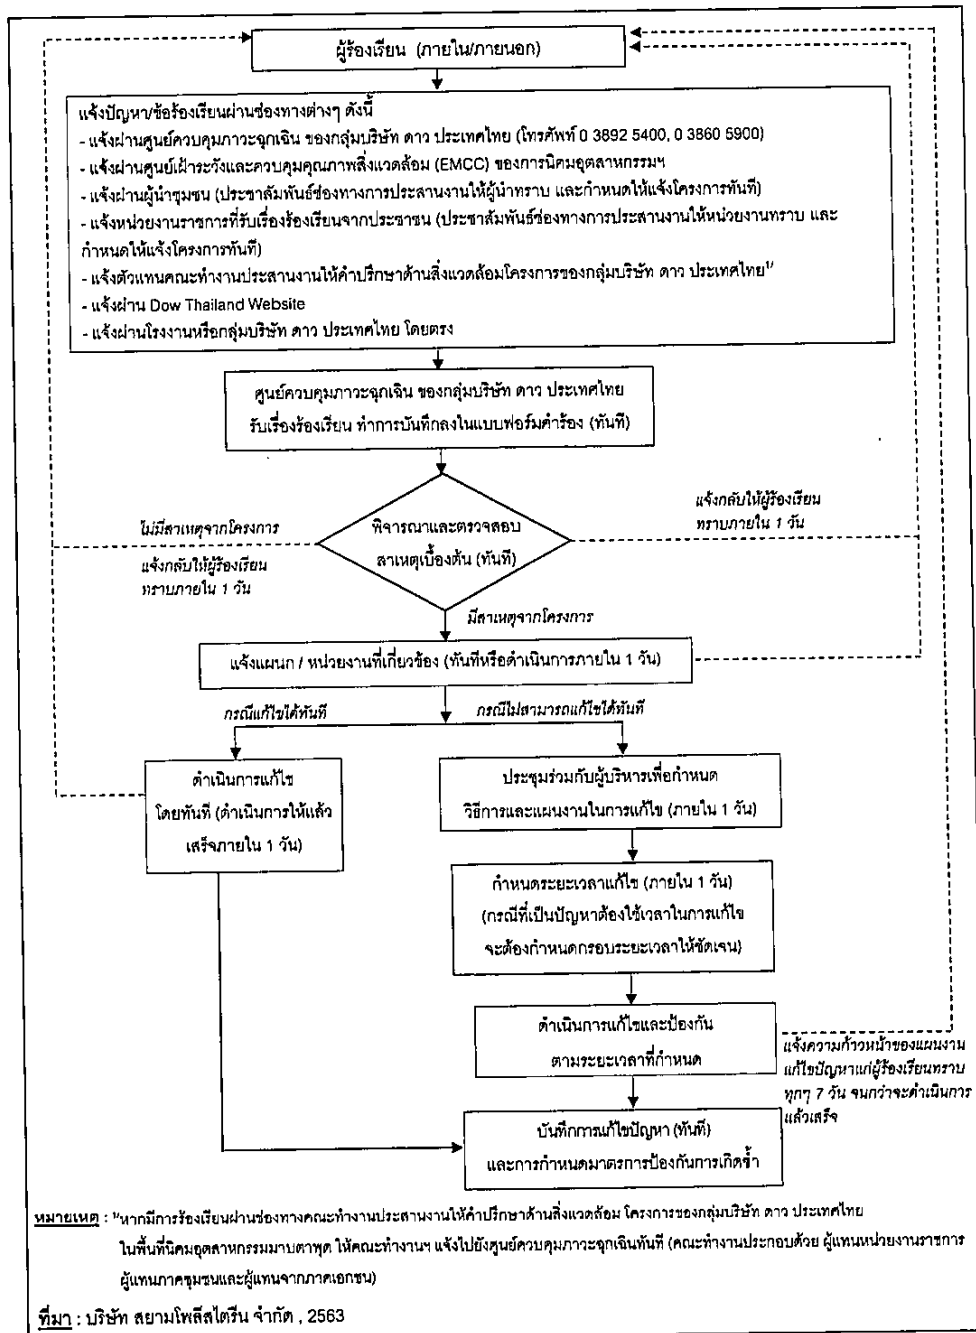 ผู้ร้องเรียน (ภายใน/ภายนอก)
แจ้งปัญหา/ข้อร้องเรียนผ่านช่องทางต่างๆ ดังนี้
- แจ้งผ่านศูนย์ควบคุมภาวะฉุกเฉิน ของกลุ่มบริษัท ดาว ประเทศไทย (โทรศัพท์ 0 3892 5400, 0 3860 5900)
- แจ้งผ่านศูนย์เฝ้าระวังและควบคุมคุณภาพสิ่งแวดล้อม (EMCC) ของการนิคมอุตสาหกรรมฯ
- แจ้งผ่านผู้นำชุมชน (ประชาสัมพันธ์ช่องทางการประสานงานให้ผู้นำทราบ และกำหนดให้แจ้งโครงการทันที)
- แจ้งหน่วยงานราชการที่รับเรื่องร้องเรียนจากประชาชน (ประชาสัมพันธ์ช่องทางการประสานงานให้หน่วยงานทราบ และ
กำหนดให้แจ้งโครงการทันที)
- แจ้งตัวแทนคณะทำงานประสานงานให้คำปรึกษาด้านสิ่งแวดล้อมโครงการของกลุ่มบริษัท ดาว ประเทศไทย1/
- แจ้งผ่าน Dow Thailand Website
- แจ้งผ่านโรงงานหรือกลุ่มบริษัท ดาว ประเทศไทย โดยตรง
ศูนย์ควบคุมภาวะฉุกเฉิน ของกลุ่มบริษัท ดาว ประเทศไทย
รับเรื่องร้องเรียน ทำการบันทึกลงในแบบฟอร์มคำร้อง (ทันที)
พิจารณาและตรวจสอบ
สาเหตุเบื้องต้น (ทันที)
ไม่มีสาเหตุจากโครงการ
แจ้งกลับให้ผู้ร้องเรียน
ทราบภายใน 1 วัน
แจ้งกลับให้ผู้ร้องเรียน
ทราบภายใน 1 วัน
มีสาเหตุจากโครงการ
แจ้งแผนก / หน่วยงานที่เกี่ยวข้อง (ทันทีหรือดำเนินการภายใน 1 วัน)
กรณีแก้ไขได้ทันที
กรณีไม่สามารถแก้ไขได้ทันที
ดำเนินการแก้ไข
โดยทันที (ดำเนินการให้แล้ว
เสร็จภายใน 1 วัน)
ประชุมร่วมกับผู้บริหารเพื่อกำหนด
วิธีการและแผนงานในการแก้ไข (ภายใน 1 วัน)
กำหนดระยะเวลาแก้ไข (ภายใน 1 วัน)
(กรณีที่เป็นปัญหาต้องใช้เวลาในการแก้ไข
จะต้องกำหนดกรอบระยะเวลาให้ชัดเจน)
ดำเนินการแก้ไขและป้องกัน
ตามระยะเวลาที่กำหนด
แจ้งความก้าวหน้าของแผนงาน
แก้ไขปัญหาแก่ผู้ร้องเรียนทราบ
ทุกๆ 7 วัน จนกว่าจะดำเนินการ
แล้วเสร็จ
บันทึกการแก้ไขปัญหา (ทันที)
และการกำหนดมาตรการป้องกันการเกิดซ้ำ
หมายเหตุ : 1/หากมีการร้องเรียนผ่านช่องทางคณะทำงานประสานงานให้คำปรึกษาด้านสิ่งแวดล้อม โครงการของกลุ่มบริษัท ดาว ประเทศไทย
ในพื้นที่นิคมอุตสาหกรรมมาบตาพุด ให้คณะทำงานฯ แจ้งไปยังศูนย์ควบคุมภาวะฉุกเฉินทันที (คณะทำงานประกอบด้วย ผู้แทนหน่วยงานราชการ
ผู้แทนภาคชุมชนและผู้แทนจากภาคเอกชน)
ที่มา : บริษัท สยามโพลีสไตรีน จำกัด , 2563